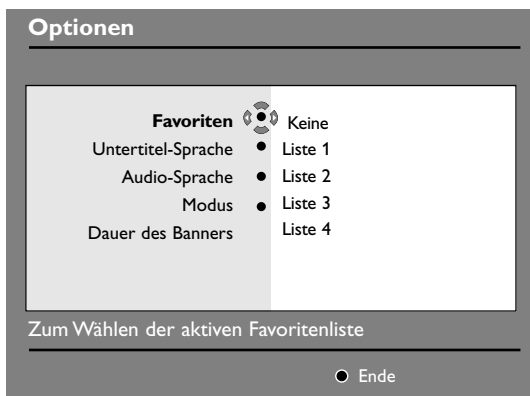 Optionen
Favoriten Keine
Untertitel-Sprache Liste 1
Audio-Sprache Liste 2
Modus Liste 3
Dauer des Banners Liste 4
Zum Wählen der aktiven Favoritenliste
Ende